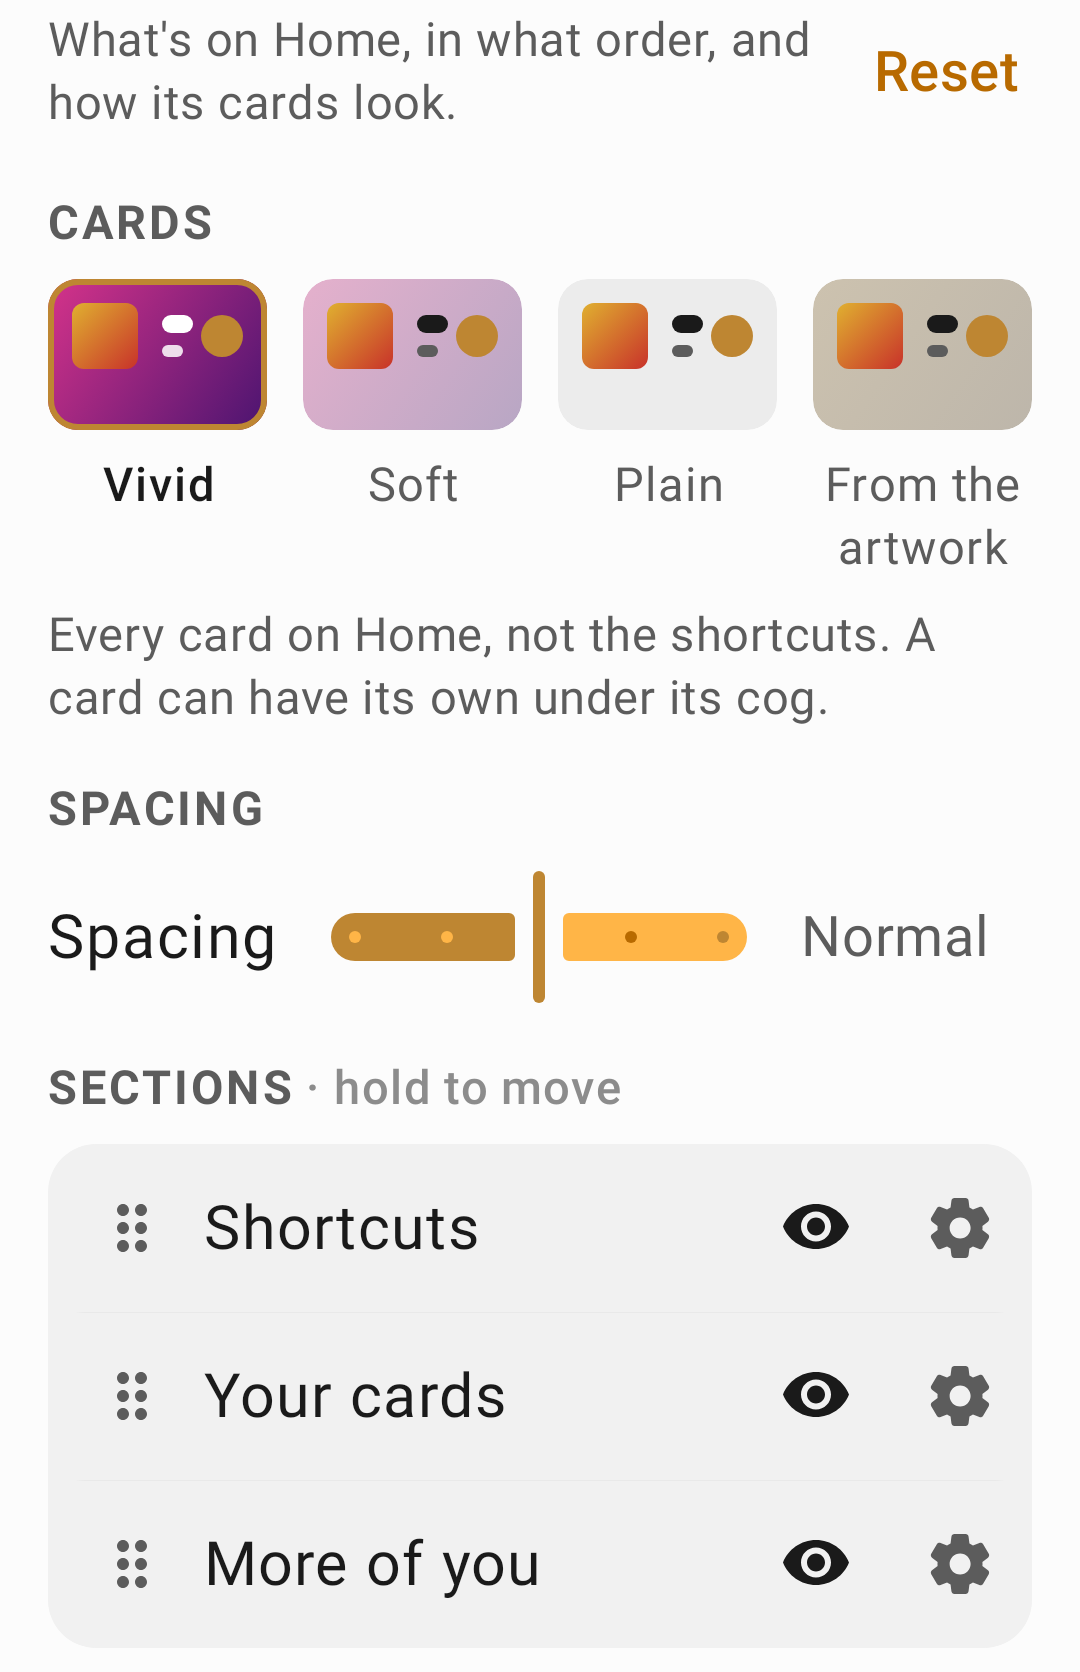 What's on Home, in what order, and
how its cards look.
Reset
CARDS
Vivid
Soft
Plain
From the
artwork
Every card on Home, not the shortcuts. A
card can have its own under its cog.
SPACING
Spacing
Normal
SECTIONS · hold to move
Shortcuts
Your cards
More of you